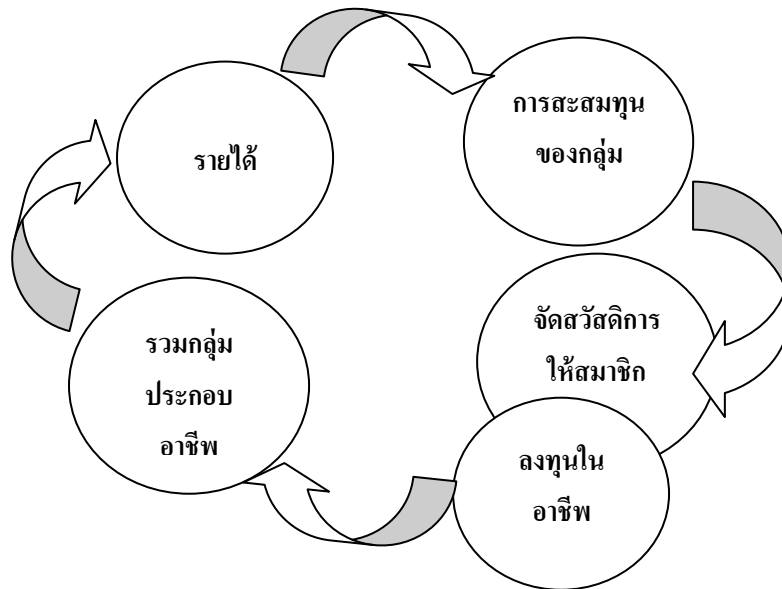 รายได้
การสะสมทุน
ของกลุ่ม
จัดสวัสดิการ
ให้สมาชิก
ลงทุนใน
อาชีพ
รวมกลุ่ม
ประกอบ
อาชีพ